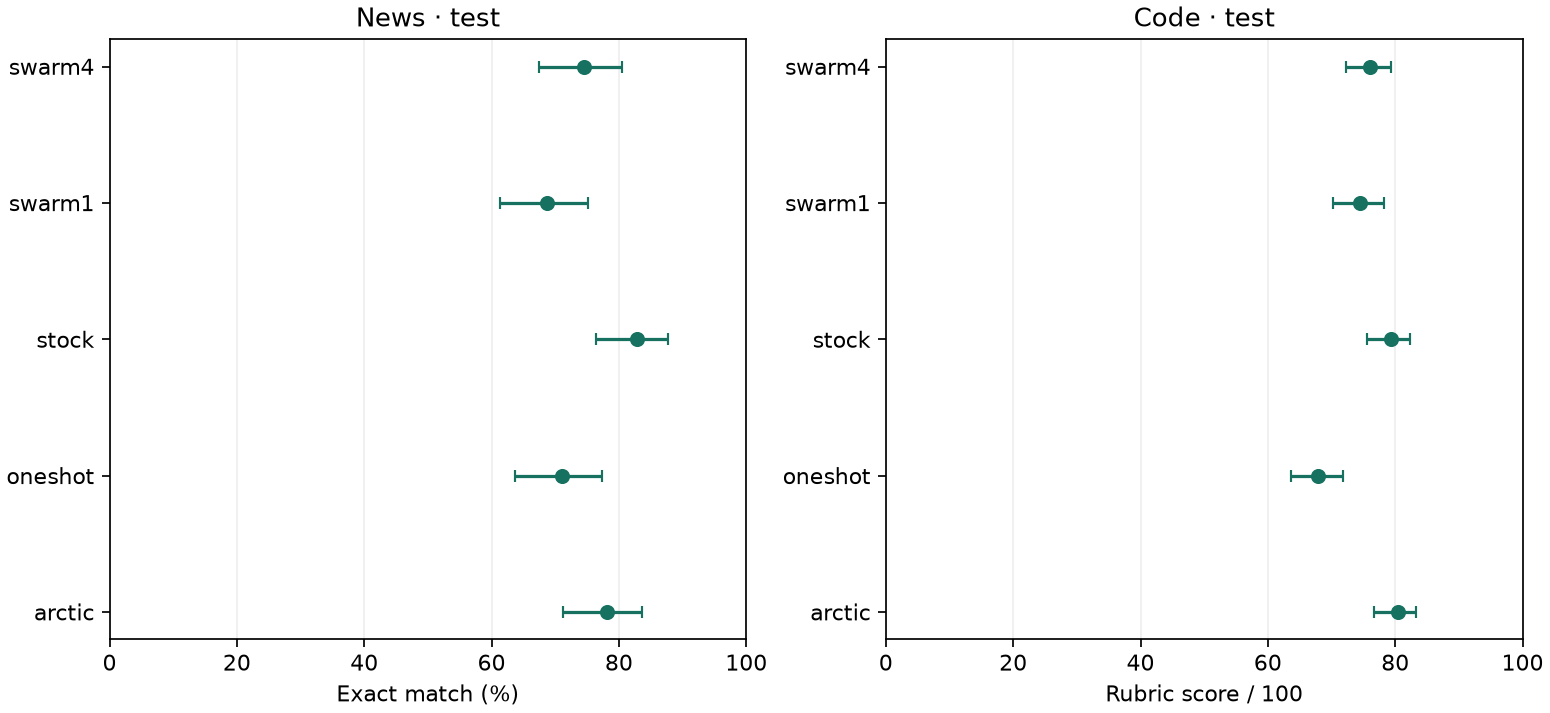 News · test
swarm4
swarm1
stock
oneshot
arctic
0 20 40 60 80 100
Exact match (%)
Code · test
swarm4
swarm1
stock
oneshot
arctic
0 20 40 60 80 100
Rubric score / 100